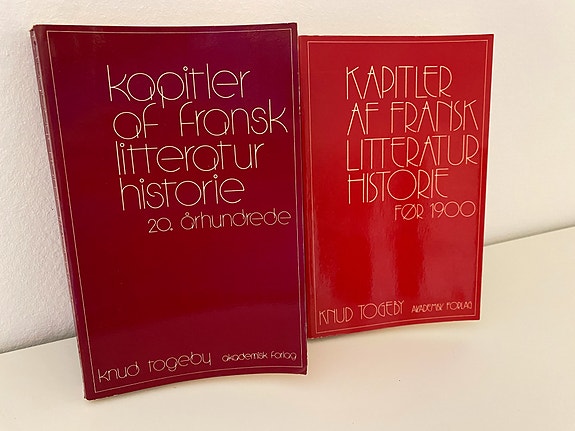 kapitler
af fransk
litteratur
historie
20. århundrede
knud togeby akademisk forlag
KAPITLER
AF FRANSK
LITTERATUR
HISTORIE
FØR 1900
KNUD TOGEBY AKADEMISK FORLAG